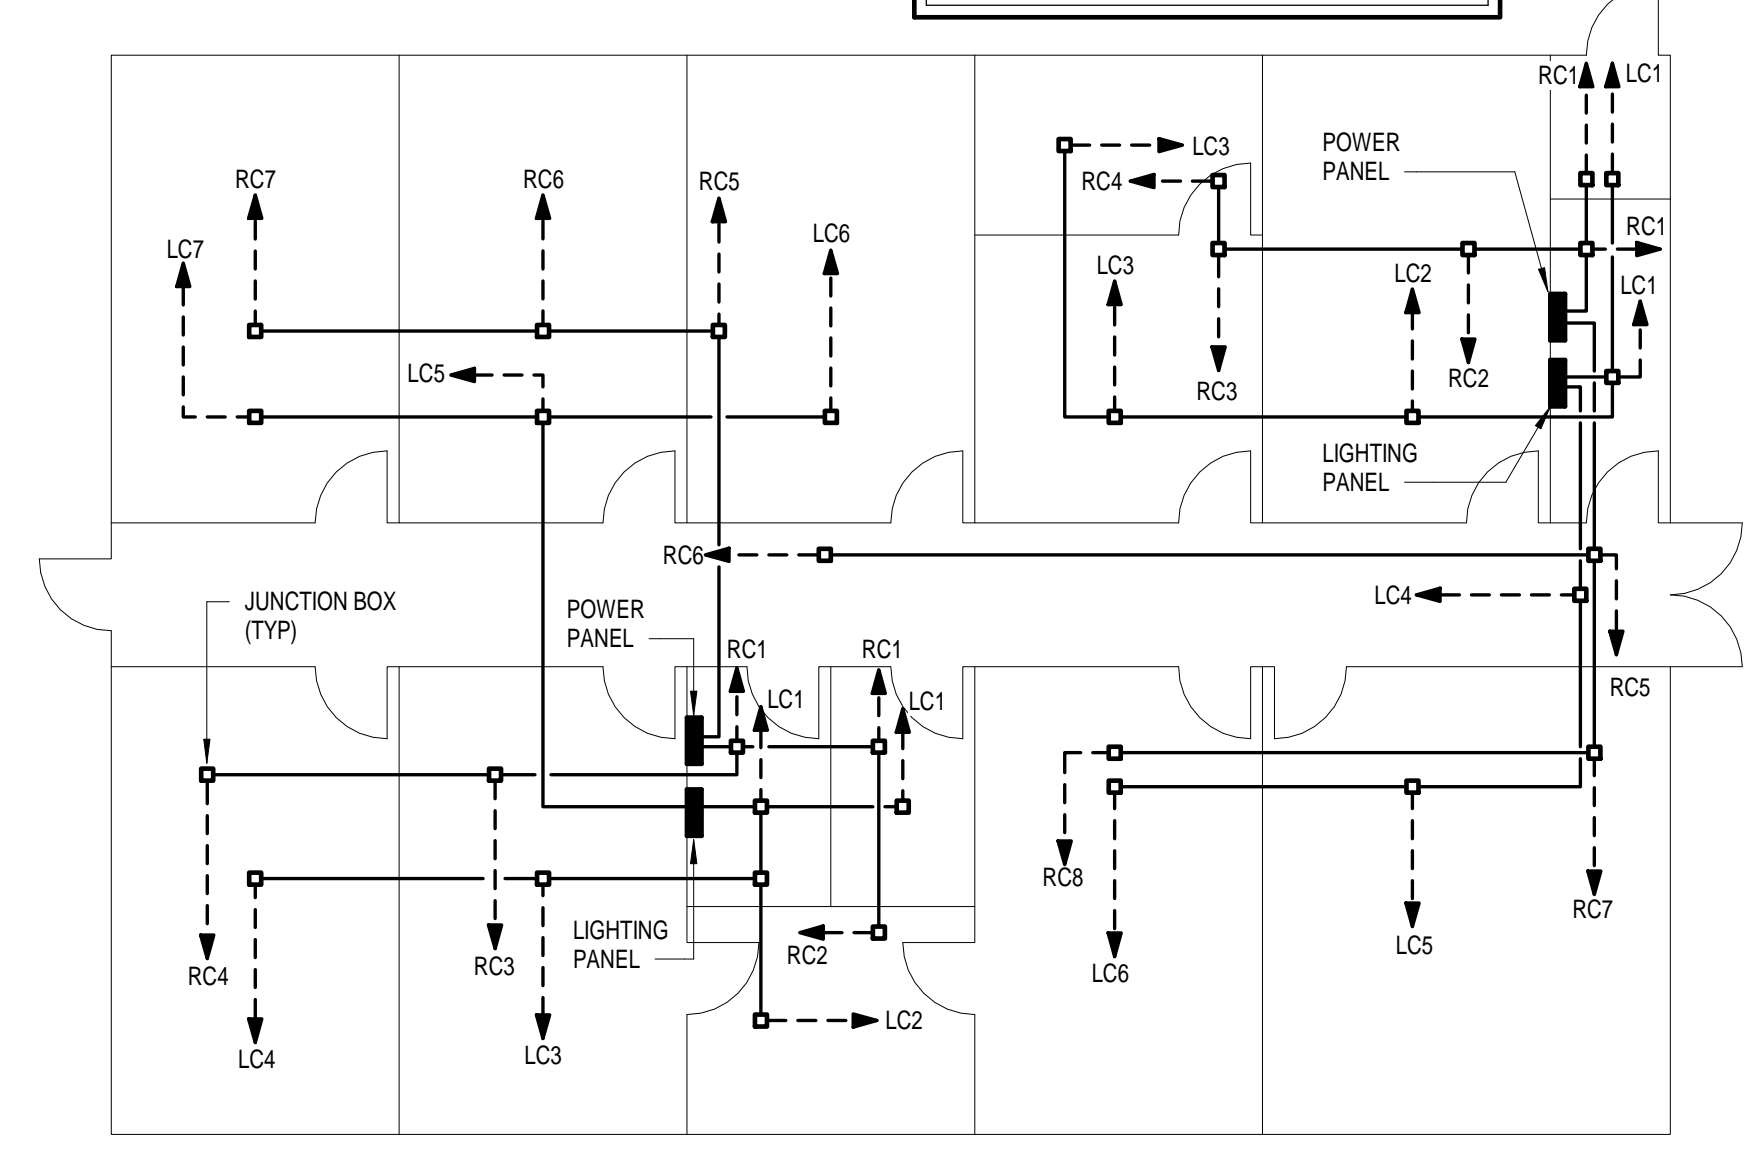 RC1
LC1
POWER
PANEL
LC3
RC4
RC7
RC6
RC5
LC6
LC7
RC1
LC3
LC2
LC1
LC5
RC2
RC3
LIGHTING
PANEL
RC6
JUNCTION BOX
(TYP)
POWER
PANEL
LC4
RC1
RC1
LC1
LC1
RC5
RC8
RC7
LIGHTING
PANEL
RC2
LC5
RC4
RC3
LC6
LC2
LC4
LC3